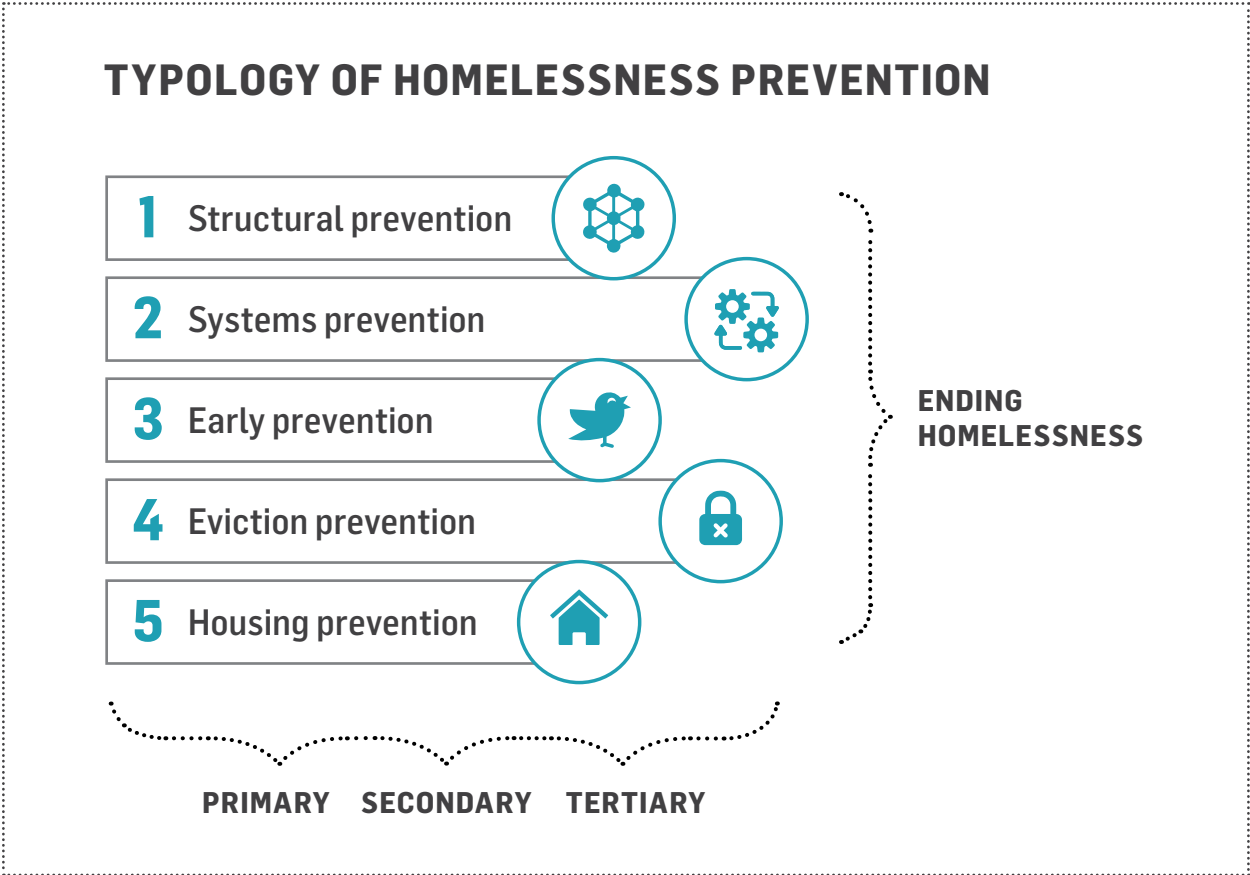 TYPOLOGY OF HOMELESSNESS PREVENTION
1 Structural prevention
2 Systems prevention
3 Early prevention
4 Eviction prevention
5 Housing prevention
ENDING
HOMELESSNESS
PRIMARY SECONDARY TERTIARY